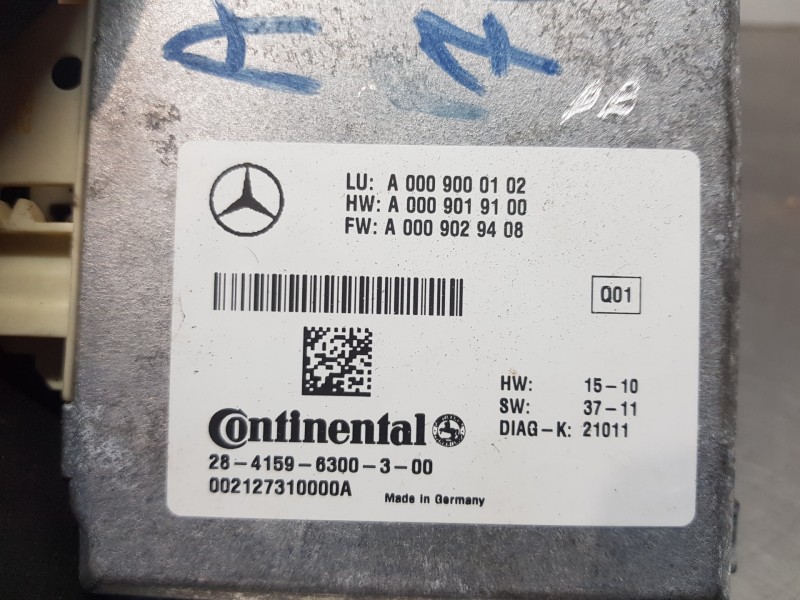 A 7
LU: A 000 900 01 02
HW: A 000 901 91 00
FW: A 000 902 94 08
Q01
HW: 15-10
SW: 37-11
DIAG-K: 21011
Continental
28-4159-6300-3-00
002127310000A
Made in Germany